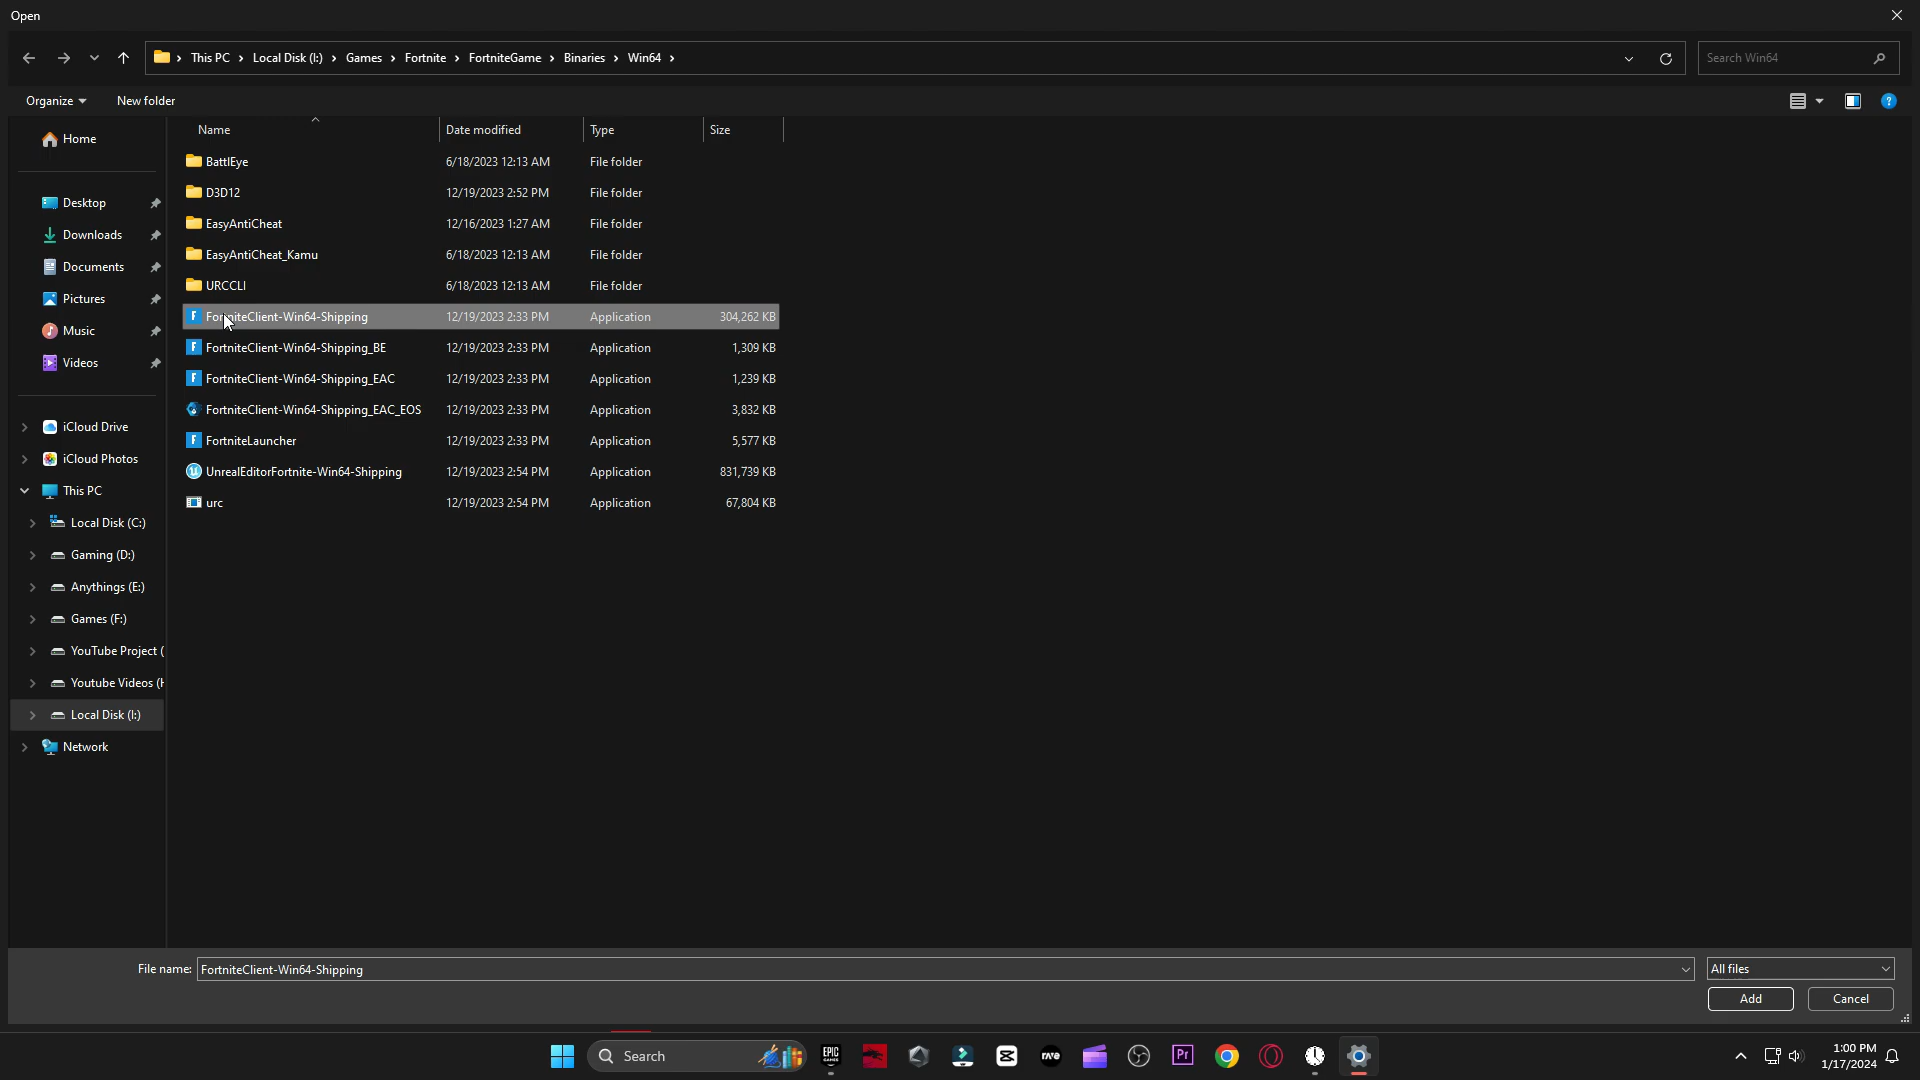 Open
This PC > Local Disk (I:) > Games > Fortnite > FortniteGame > Binaries > Win64 >
Search Win64
Organize
New folder
Name
Date modified
Type
Size
Home
Desktop
Downloads
Documents
Pictures
Music
Videos
iCloud Drive
iCloud Photos
This PC
Local Disk (C:)
Gaming (D:)
Anythings (E:)
Games (F:)
YouTube Project (
Youtube Videos (H
Local Disk (I:)
Network
BattlEye 6/18/2023 12:13 AM File folder
D3D12 12/19/2023 2:52 PM File folder
EasyAntiCheat 12/16/2023 1:27 AM File folder
EasyAntiCheat_Kamu 6/18/2023 12:13 AM File folder
URCCLI 6/18/2023 12:13 AM File folder
FortniteClient-Win64-Shipping 12/19/2023 2:33 PM Application 304,262 KB
FortniteClient-Win64-Shipping_BE 12/19/2023 2:33 PM Application 1,309 KB
FortniteClient-Win64-Shipping_EAC 12/19/2023 2:33 PM Application 1,239 KB
FortniteClient-Win64-Shipping_EAC_EOS 12/19/2023 2:33 PM Application 3,832 KB
FortniteLauncher 12/19/2023 2:33 PM Application 5,577 KB
UnrealEditorFortnite-Win64-Shipping 12/19/2023 2:54 PM Application 831,739 KB
urc 12/19/2023 2:54 PM Application 67,804 KB
File name: FortniteClient-Win64-Shipping
All files
Add
Cancel
Search
EPIC GAMES
Pr
1:00 PM
1/17/2024